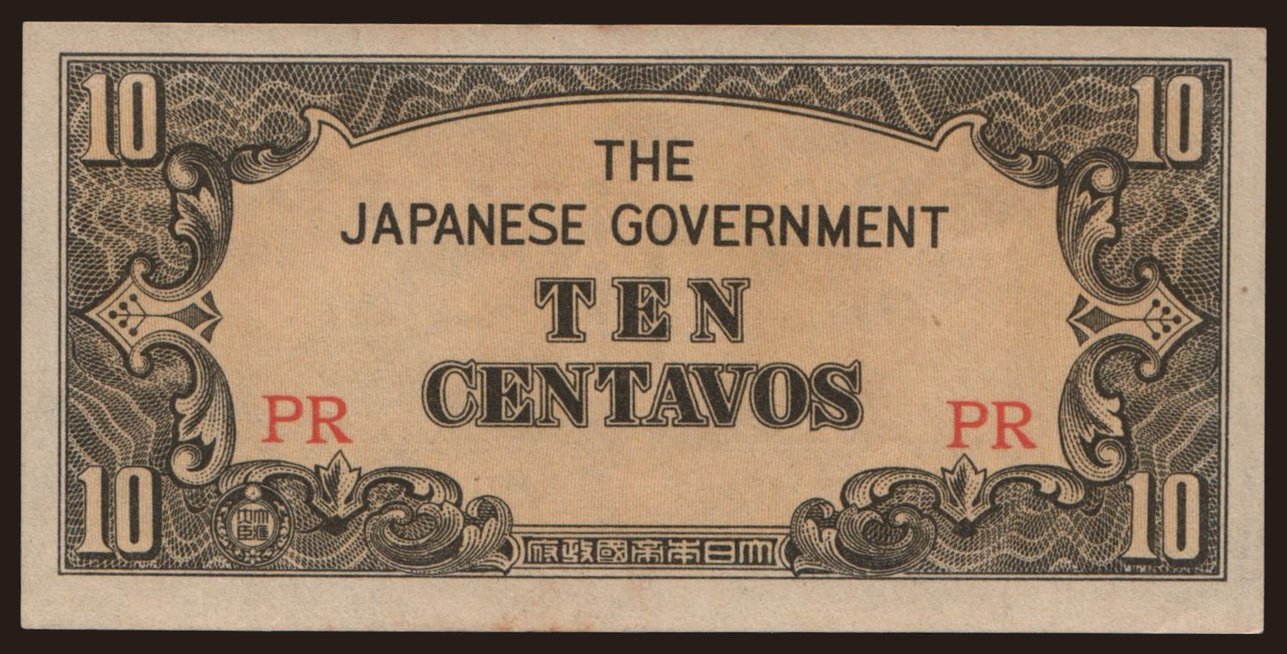 10 10
THE
JAPANESE GOVERNMENT
TEN
CENTAVOS
PR PR
10 10
府政國帝本日大